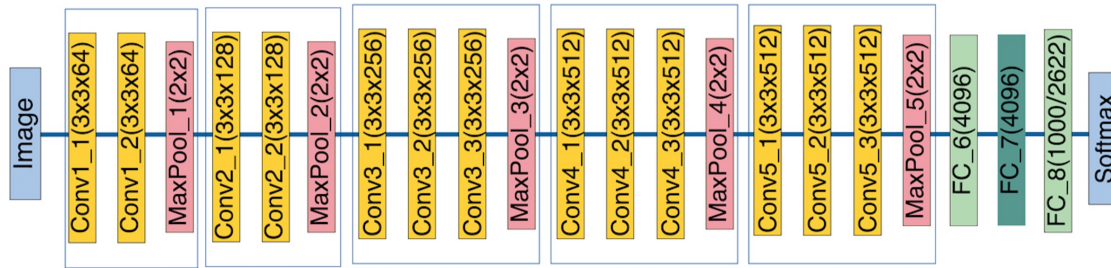 Image
Conv1_1(3x3x64)
Conv1_2(3x3x64)
MaxPool_1(2x2)
Conv2_1(3x3x128)
Conv2_2(3x3x128)
MaxPool_2(2x2)
Conv3_1(3x3x256)
Conv3_2(3x3x256)
Conv3_3(3x3x256)
MaxPool_3(2x2)
Conv4_1(3x3x512)
Conv4_2(3x3x512)
Conv4_3(3x3x512)
MaxPool_4(2x2)
Conv5_1(3x3x512)
Conv5_2(3x3x512)
Conv5_3(3x3x512)
MaxPool_5(2x2)
FC_6(4096)
FC_7(4096)
FC_8(1000/2622)
Softmax